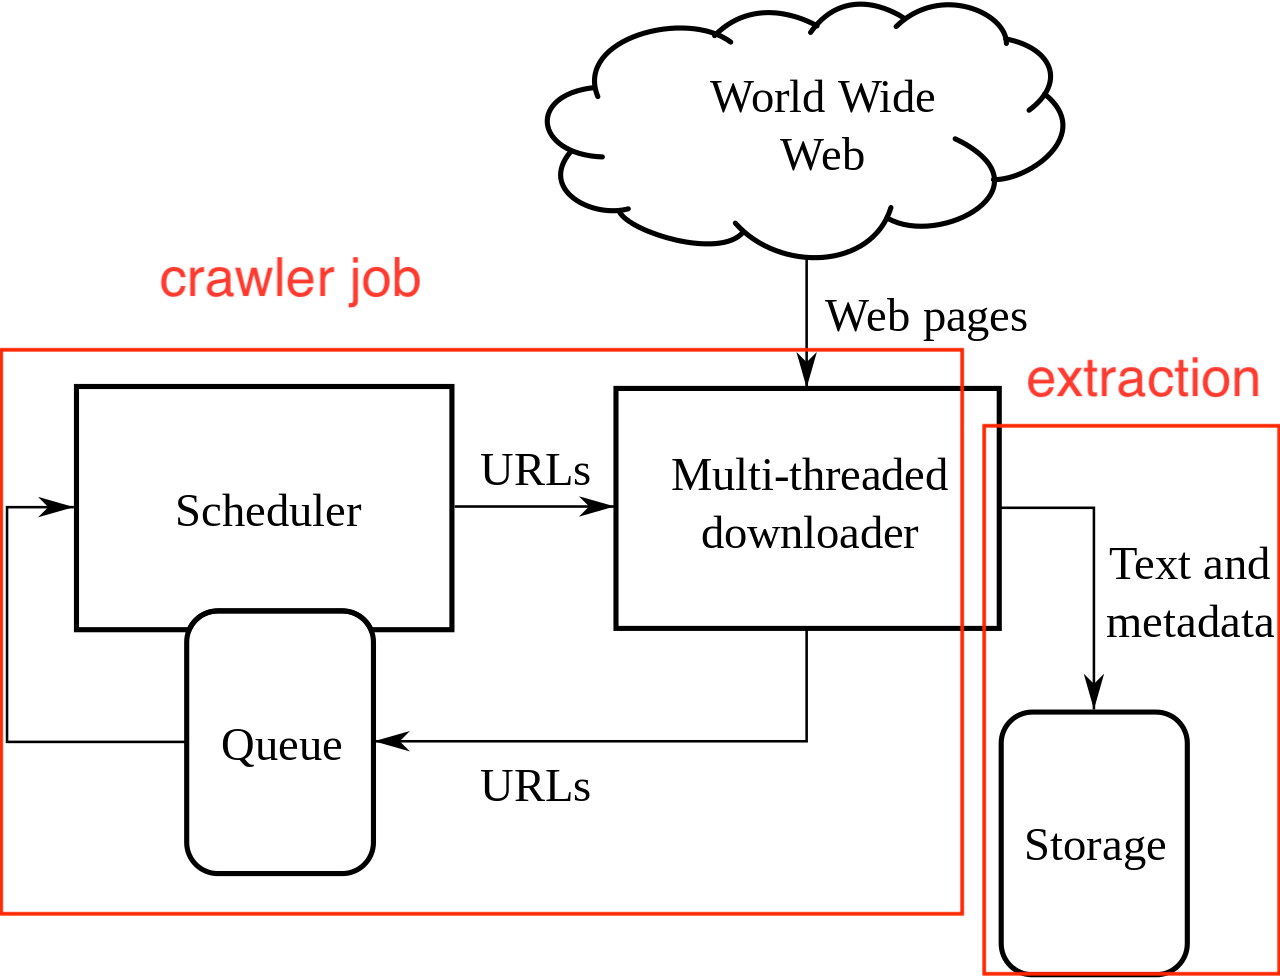 World Wide
Web
crawler job
Web pages
extraction
URLs
Multi-threaded
downloader
Scheduler
Text and
metadata
Queue
URLs
Storage